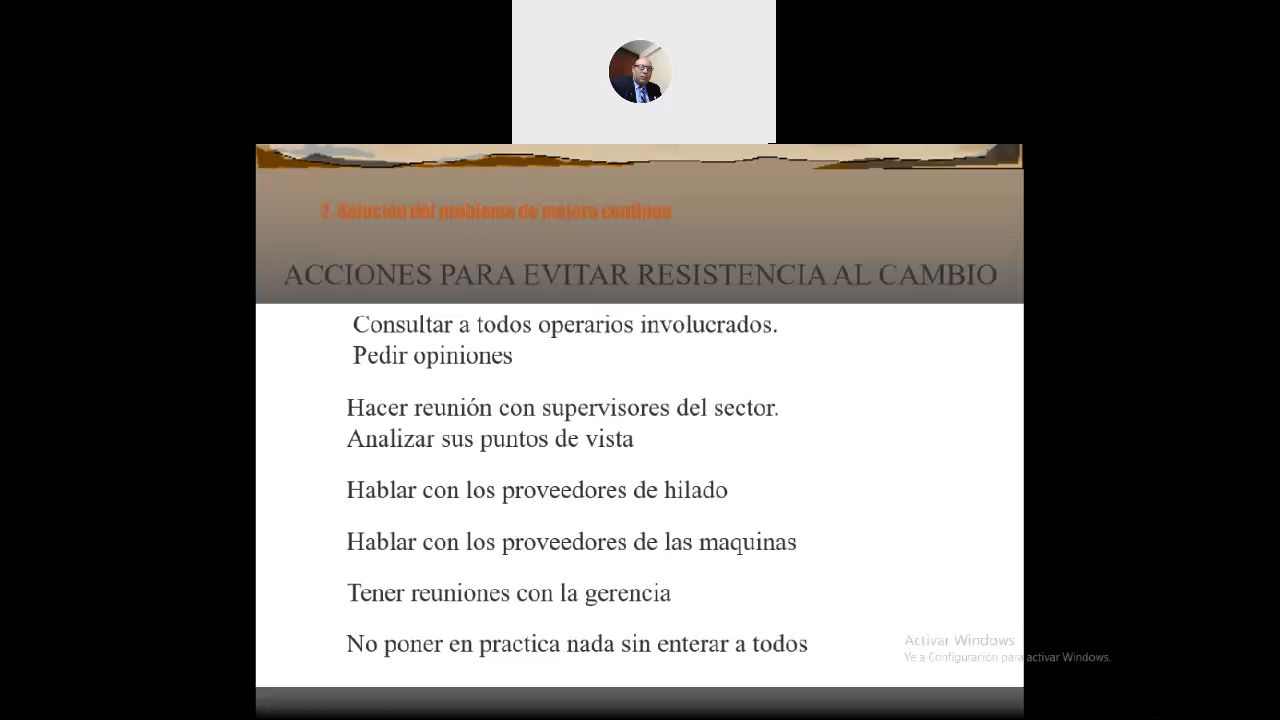 2. Solución del problema de mejora continua
ACCIONES PARA EVITAR RESISTENCIA AL CAMBIO
Consultar a todos operarios involucrados.
Pedir opiniones
Hacer reunión con supervisores del sector.
Analizar sus puntos de vista
Hablar con los proveedores de hilado
Hablar con los proveedores de las maquinas
Tener reuniones con la gerencia
No poner en practica nada sin enterar a todos
Activar Windows
Ve a Configuración para activar Windows.